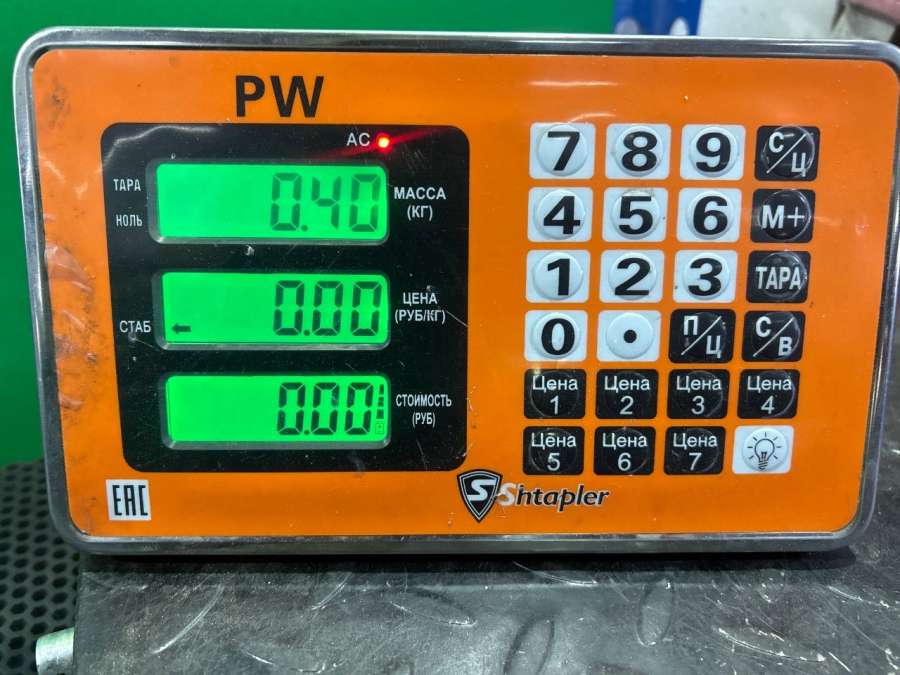 PW
AC
ТАРА
НОЛЬ
0.40
МАССА
(КГ)
СТАБ
0.00
ЦЕНА
(РУБ/КГ)
0.00
СТОИМОСТЬ
(РУБ)
7 8 9 С/Ц
4 5 6 М+
1 2 3 ТАРА
0 . П/Ц С/В
Цена 1 Цена 2 Цена 3 Цена 4
Цена 5 Цена 6 Цена 7
EAC
S Shtapler